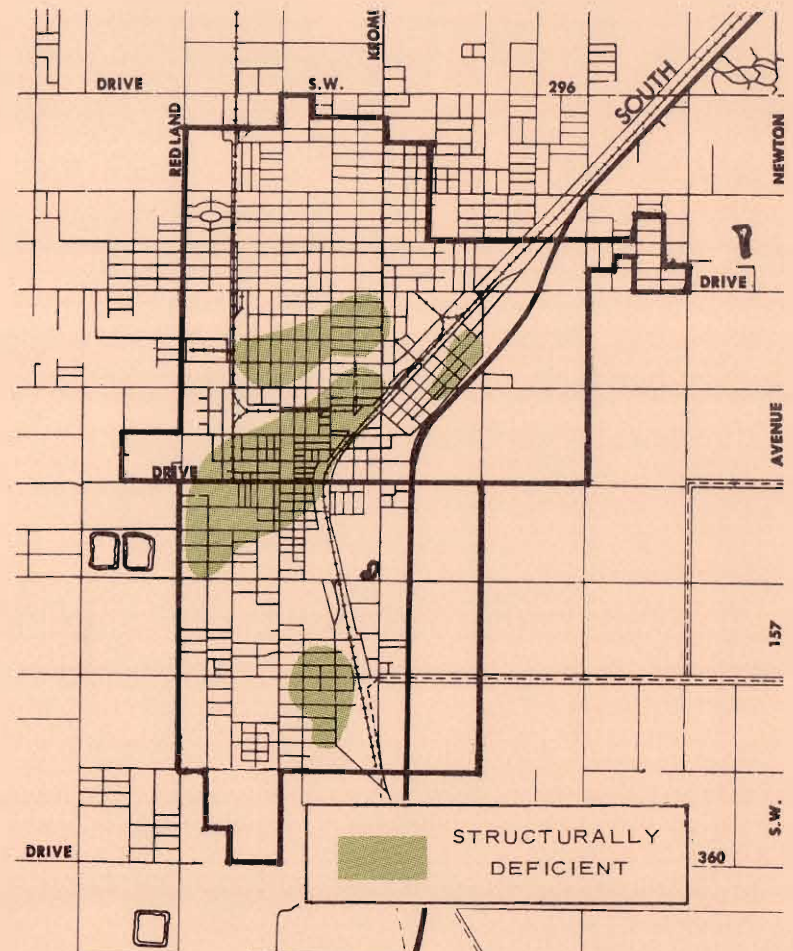 KROME
DRIVE
S.W.
296
SOUTH
REDLAND
NEWTON
DRIVE
AVENUE
DRIVE
157
STRUCTURALLY
DEFICIENT
S.W.
DRIVE
360